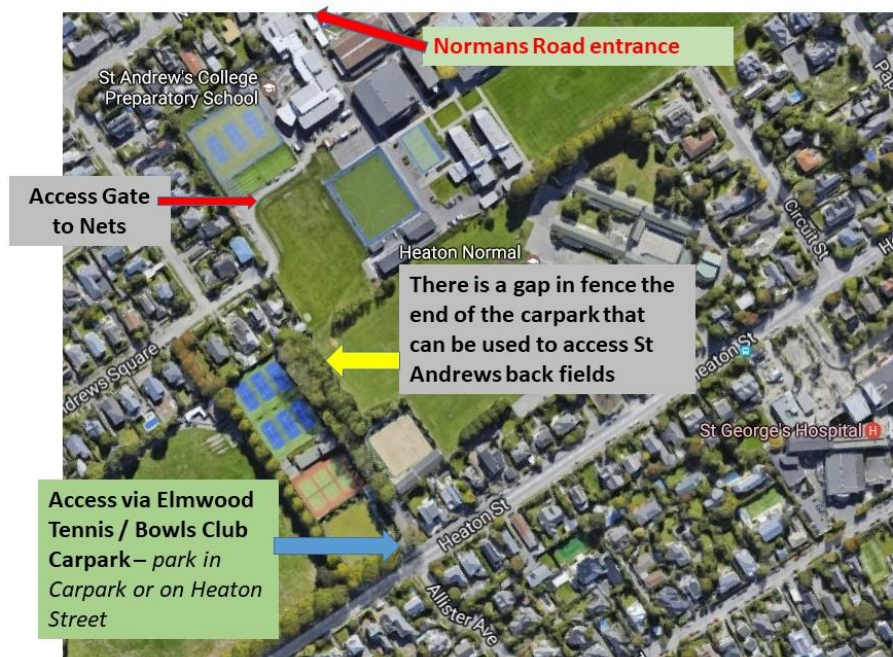 Normans Road entrance
St Andrew's College
Preparatory School
Access Gate
to Nets
Circuit St
Heaton Normal
There is a gap in fence the
end of the carpark that
can be used to access St
Andrews back fields
Heaton St
St George's Hospital
H
Access via Elmwood
Tennis / Bowls Club
Carpark – park in
Carpark or on Heaton
Street
Heaton St
Allister Ave